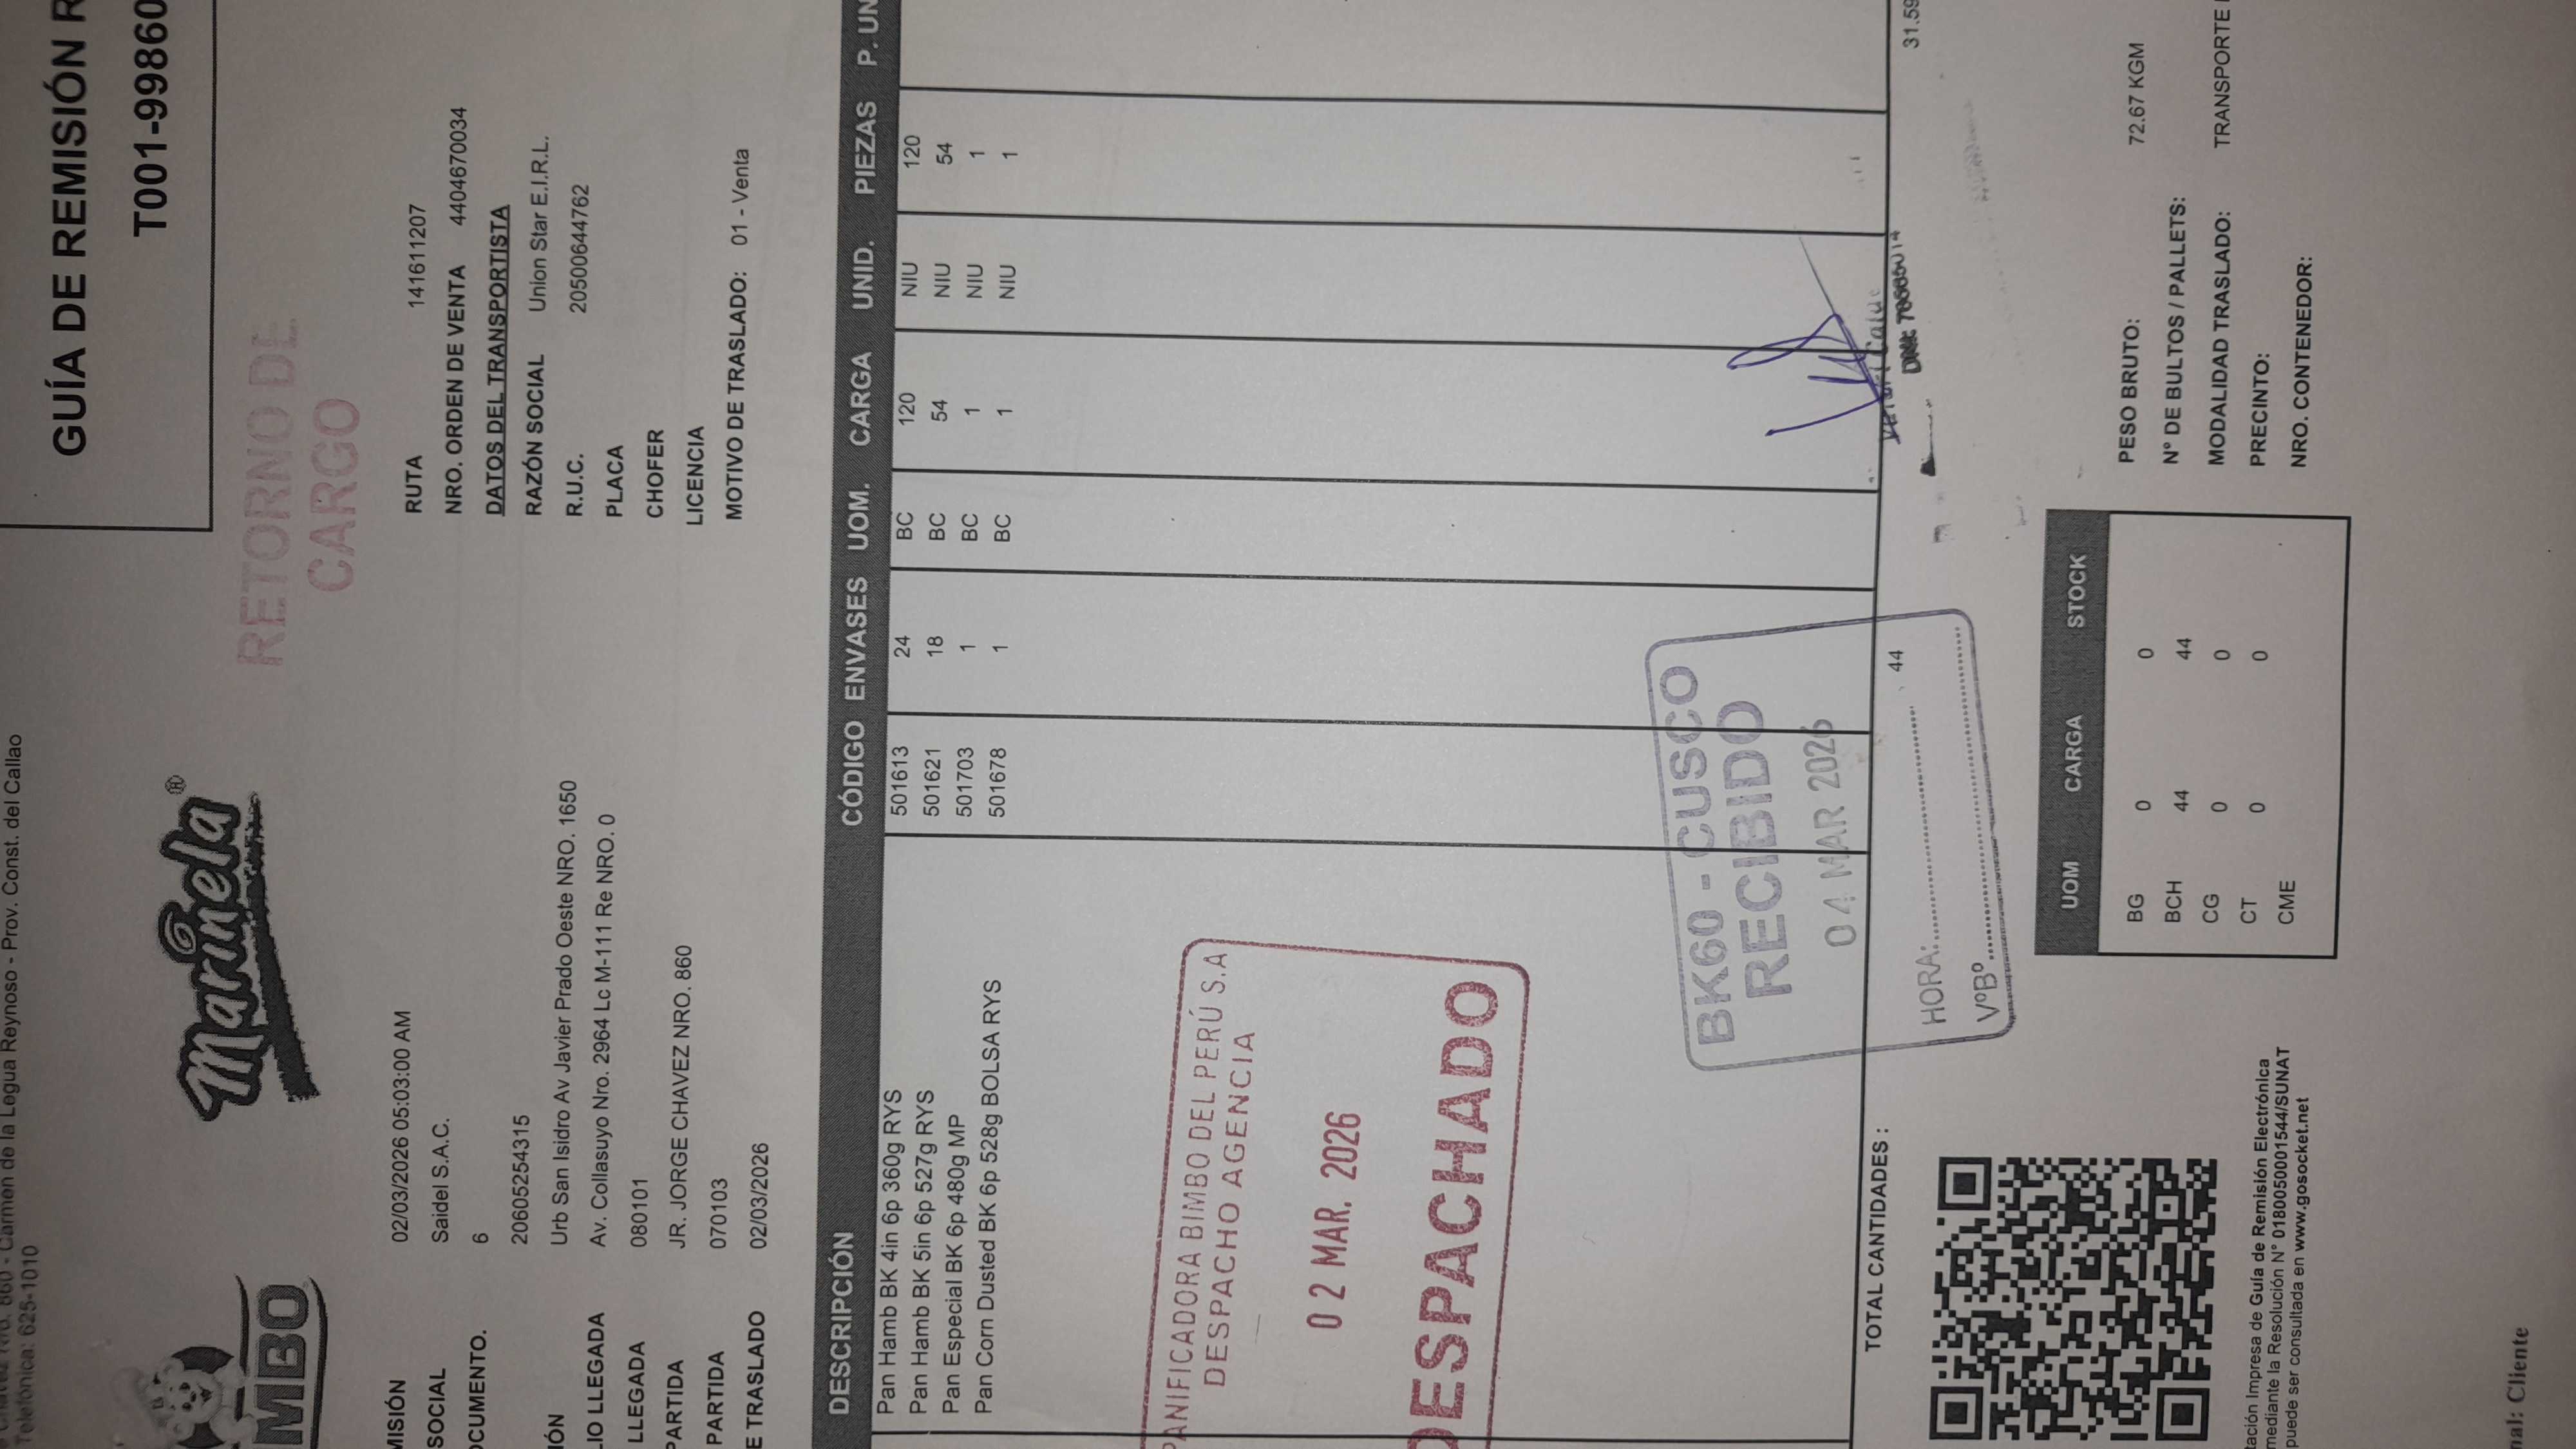 GUÍA DE REMISIÓN R
T001-99860
- Carmen de la Legua Reynoso - Prov. Const. del Callao
Telefónica: 625-1010
MBO
Marinela ®
RETORNO DE
CARGO
MISIÓN 02/03/2026 05:03:00 AM
SOCIAL Saidel S.A.C.
OCUMENTO. 6
20605254315
IÓN Urb San Isidro Av Javier Prado Oeste NRO. 1650
IO LLEGADA Av. Collasuyo Nro. 2964 Lc M-111 Re NRO. 0
LLEGADA 080101
PARTIDA JR. JORGE CHAVEZ NRO. 860
PARTIDA 070103
E TRASLADO 02/03/2026
RUTA 141611207
NRO. ORDEN DE VENTA 4404670034
DATOS DEL TRANSPORTISTA
RAZÓN SOCIAL Union Star E.I.R.L.
R.U.C. 20500644762
PLACA
CHOFER
LICENCIA
MOTIVO DE TRASLADO: 01 - Venta
DESCRIPCIÓN CÓDIGO ENVASES UOM. CARGA UNID. PIEZAS P. UN
Pan Hamb BK 4in 6p 360g RYS 501613 24 BC 120 NIU 120
Pan Hamb BK 5in 6p 527g RYS 501621 18 BC 54 NIU 54
Pan Especial BK 6p 480g MP 501703 1 BC 1 NIU 1
Pan Corn Dusted BK 6p 528g BOLSA RYS 501678 1 BC 1 NIU 1
PANIFICADORA BIMBO DEL PERÚ S.A
DESPACHO AGENCIA
02 MAR. 2026
DESPACHADO
BK60 - CUSCO
RECIBIDO
04 MAR 2026
HORA:
VºBº
TOTAL CANTIDADES : 44 31.59
UOM CARGA STOCK
BG 0 0
BCH 44 44
CG 0 0
CT 0 0
CME
PESO BRUTO: 72.67 KGM
N° DE BULTOS / PALLETS:
MODALIDAD TRASLADO: TRANSPORTE
PRECINTO:
NRO. CONTENEDOR:
tación Impresa de Guía de Remisión Electrónica
mediante la Resolución N° 0180050001544/SUNAT
puede ser consultada en www.gosocket.net
nal: Cliente